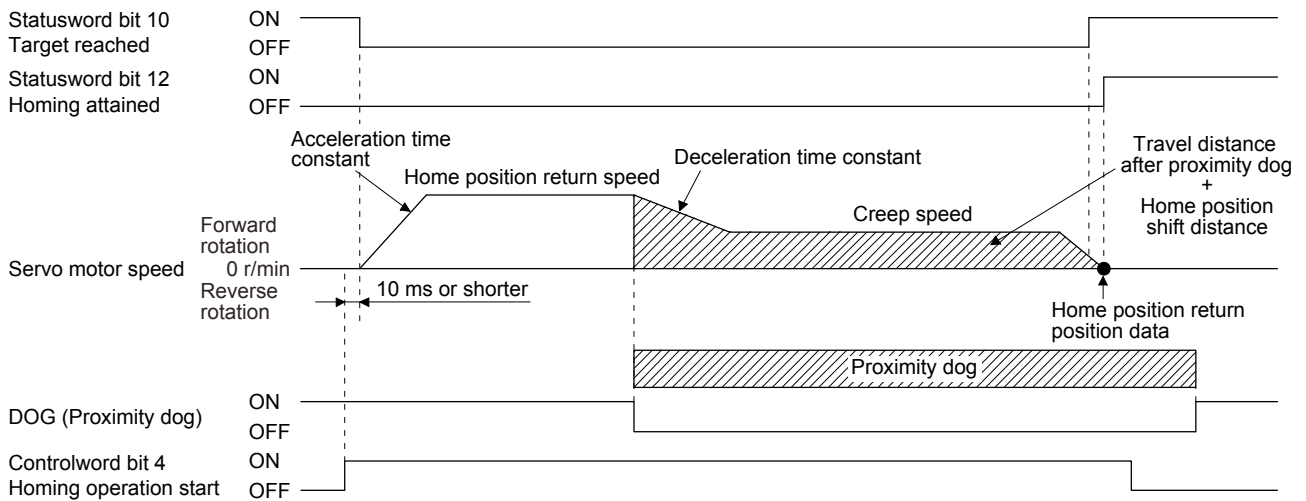 Statusword bit 10
Target reached
ON
OFF
Statusword bit 12
Homing attained
ON
OFF
Acceleration time
constant
Home position return speed
Deceleration time constant
Creep speed
Travel distance
after proximity dog
+
Home position
shift distance
Servo motor speed
Forward
rotation
0 r/min
Reverse
rotation
10 ms or shorter
Home position return
position data
Proximity dog
DOG (Proximity dog)
ON
OFF
Controlword bit 4
Homing operation start
ON
OFF